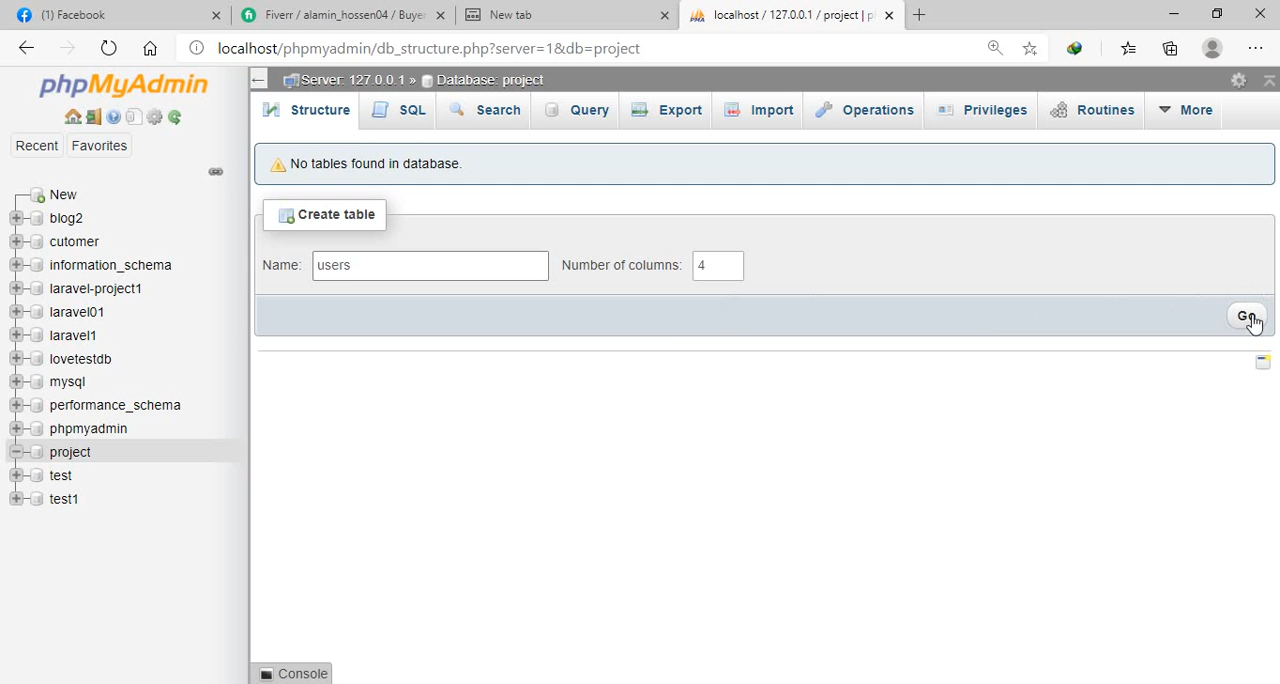 (1) Facebook
Fiverr / alamin_hossen04 / Buyer
New tab
localhost / 127.0.0.1 / project | p
localhost/phpmyadmin/db_structure.php?server=1&db=project
phpMyAdmin
Recent
Favorites
New
blog2
cutomer
information_schema
laravel-project1
laravel01
laravel1
lovetestdb
mysql
performance_schema
phpmyadmin
project
test
test1
Server: 127.0.0.1 » Database: project
Structure SQL Search Query Export Import Operations Privileges Routines More
No tables found in database.
Create table
Name: users Number of columns: 4
Go
Console